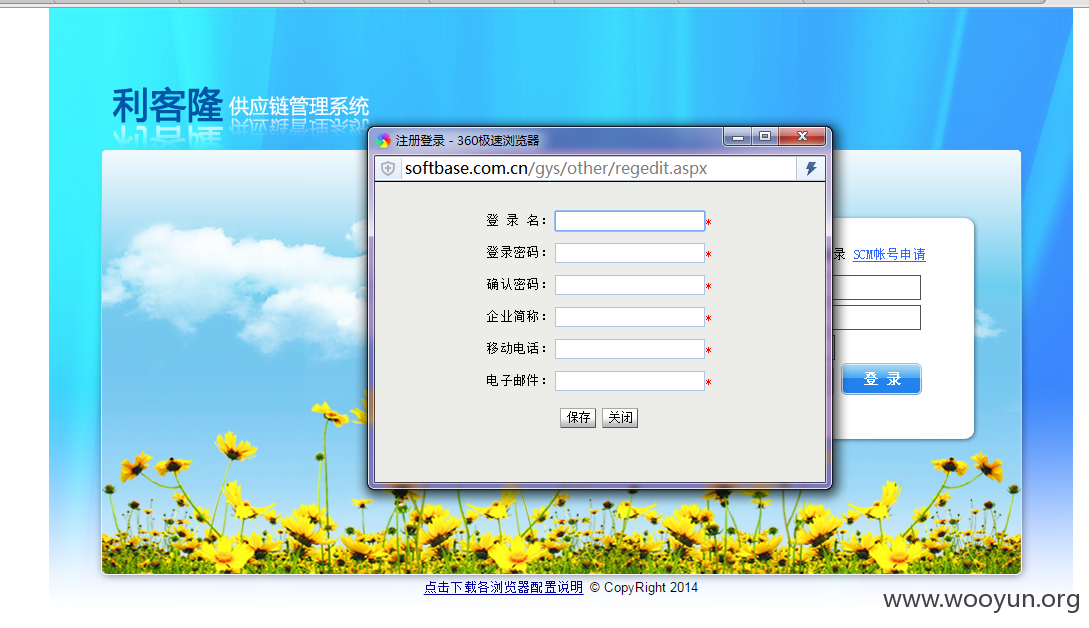 利客隆 供应链管理系统
注册登录 - 360极速浏览器
softbase.com.cn/gys/other/regedit.aspx
登 录 名： *
登录密码： *
确认密码： *
企业简称： *
移动电话： *
电子邮件： *
保存 关闭
录 SCM帐号申请
登 录
点击下载各浏览器配置说明 © CopyRight 2014
www.wooyun.org